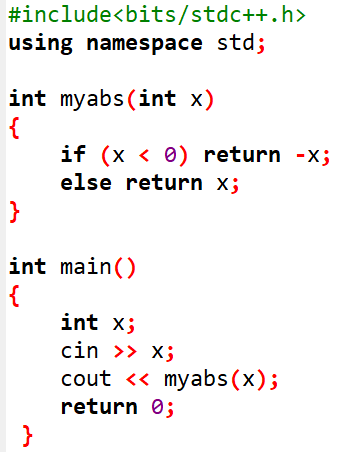 #include<bits/stdc++.h>
using namespace std;

int myabs(int x)
{
    if (x < 0) return -x;
    else return x;
}

int main()
{
    int x;
    cin >> x;
    cout << myabs(x);
    return 0;
 }